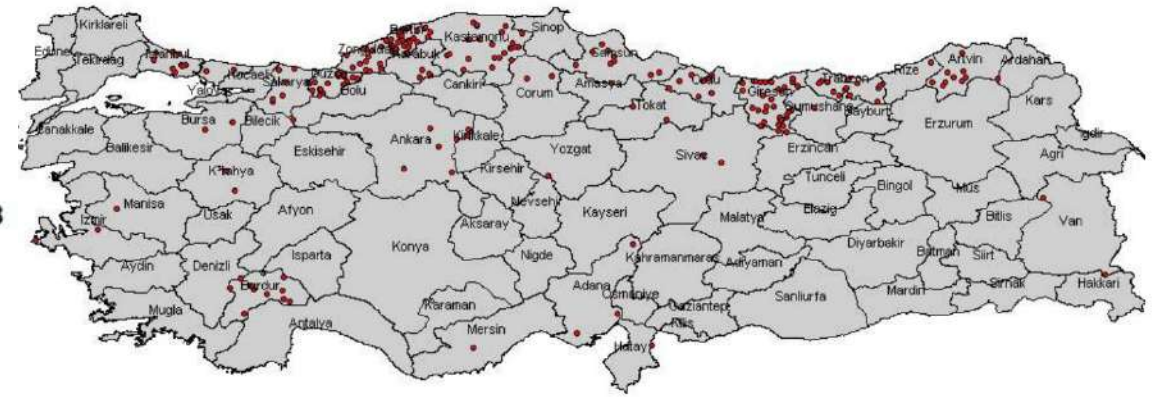 Kirklareli
Edirne
Tekirdag
Istanbul
Kocaeli
Yalova
Sakarya
Duzce
Bolu
Zonguldak
Bartin
Karabuk
Kastamonu
Sinop
Samsun
Cankiri
Corum
Amasya
Tokat
Ordu
Giresun
Gumushane
Trabzon
Rize
Artvin
Ardahan
Bayburt
Kars
Erzurum
Canakkale
Bursa
Bilecik
Balikesir
Eskisehir
Ankara
Kirikkale
Yozgat
Sivas
Erzincan
Agri
Kutahya
Kirsehir
Tunceli
Bingol
Mus
Manisa
Izmir
Usak
Afyon
Nevsehi
Kayseri
Malatya
Elazig
Bitlis
Van
Aksaray
Konya
Nigde
Kahramanmaras
Adiyaman
Diyarbakir
Batman
Siirt
Aydin
Denizli
Isparta
Burdur
Adana
Osmaniye
Sanliurfa
Mardin
Sirnak
Hakkari
Mugla
Antalya
Karaman
Mersin
Gaziantep
Kilis
Hatay